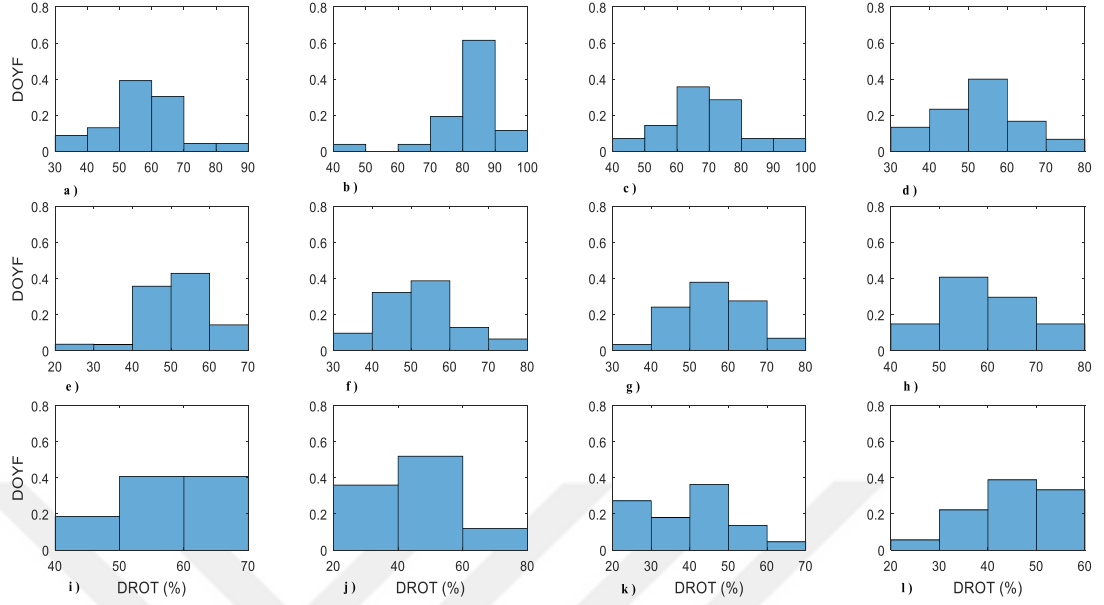 0.8 0.8 0.8 0.8
0.6 0.6 0.6 0.6
DOYF
0.4 0.4 0.4 0.4
0.2 0.2 0.2 0.2
0 0 0 0
30 40 50 60 70 80 90 40 50 60 70 80 90 100 40 50 60 70 80 90 100 30 40 50 60 70 80
a ) b ) c ) d )
0.8 0.8 0.8 0.8
0.6 0.6 0.6 0.6
DOYF
0.4 0.4 0.4 0.4
0.2 0.2 0.2 0.2
0 0 0 0
20 30 40 50 60 70 30 40 50 60 70 80 30 40 50 60 70 80 40 50 60 70 80
e ) f ) g ) h )
0.8 0.8 0.8 0.8
0.6 0.6 0.6 0.6
DOYF
0.4 0.4 0.4 0.4
0.2 0.2 0.2 0.2
0 0 0 0
40 50 60 70 20 40 60 80 20 30 40 50 60 70 20 30 40 50 60
i ) DROT (%) j ) DROT (%) k ) DROT (%) l ) DROT (%)